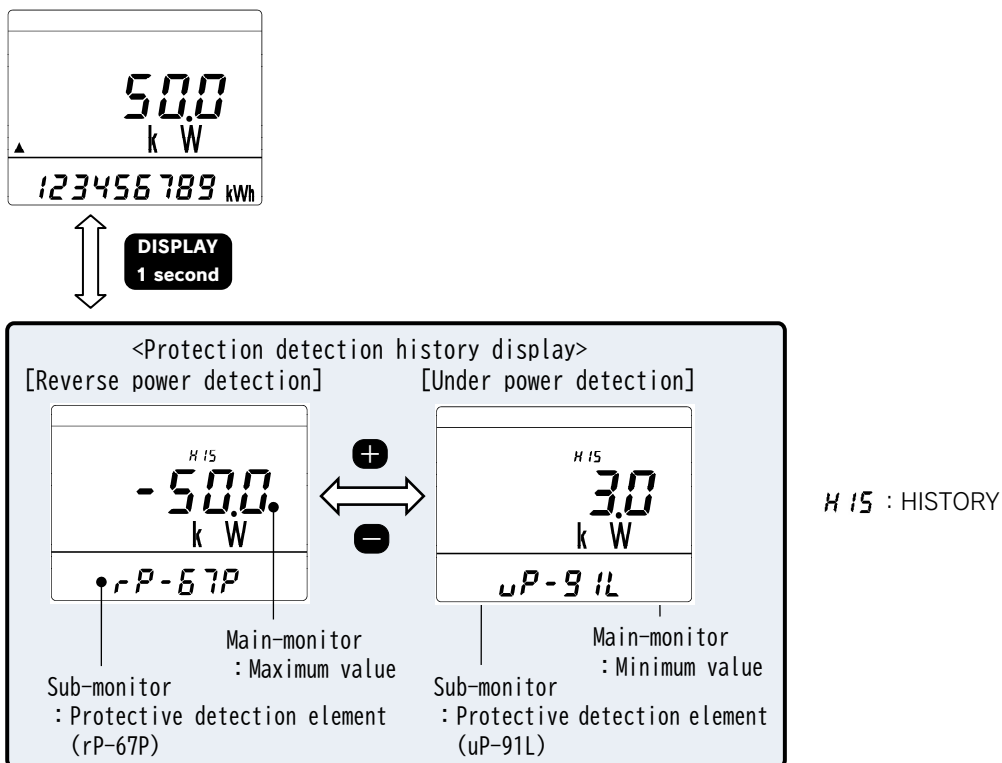 50.0
k W
▲
123456789 kWh
DISPLAY
1 second
<Protection detection history display>
[Reverse power detection] [Under power detection]
HIS
-50.0
k W
rP-67P
+
−
HIS
3.0
k W
uP-91L
HIS : HISTORY
Main-monitor
：Maximum value
Sub-monitor
：Protective detection element
(rP-67P)
Main-monitor
：Minimum value
Sub-monitor
：Protective detection element
(uP-91L)